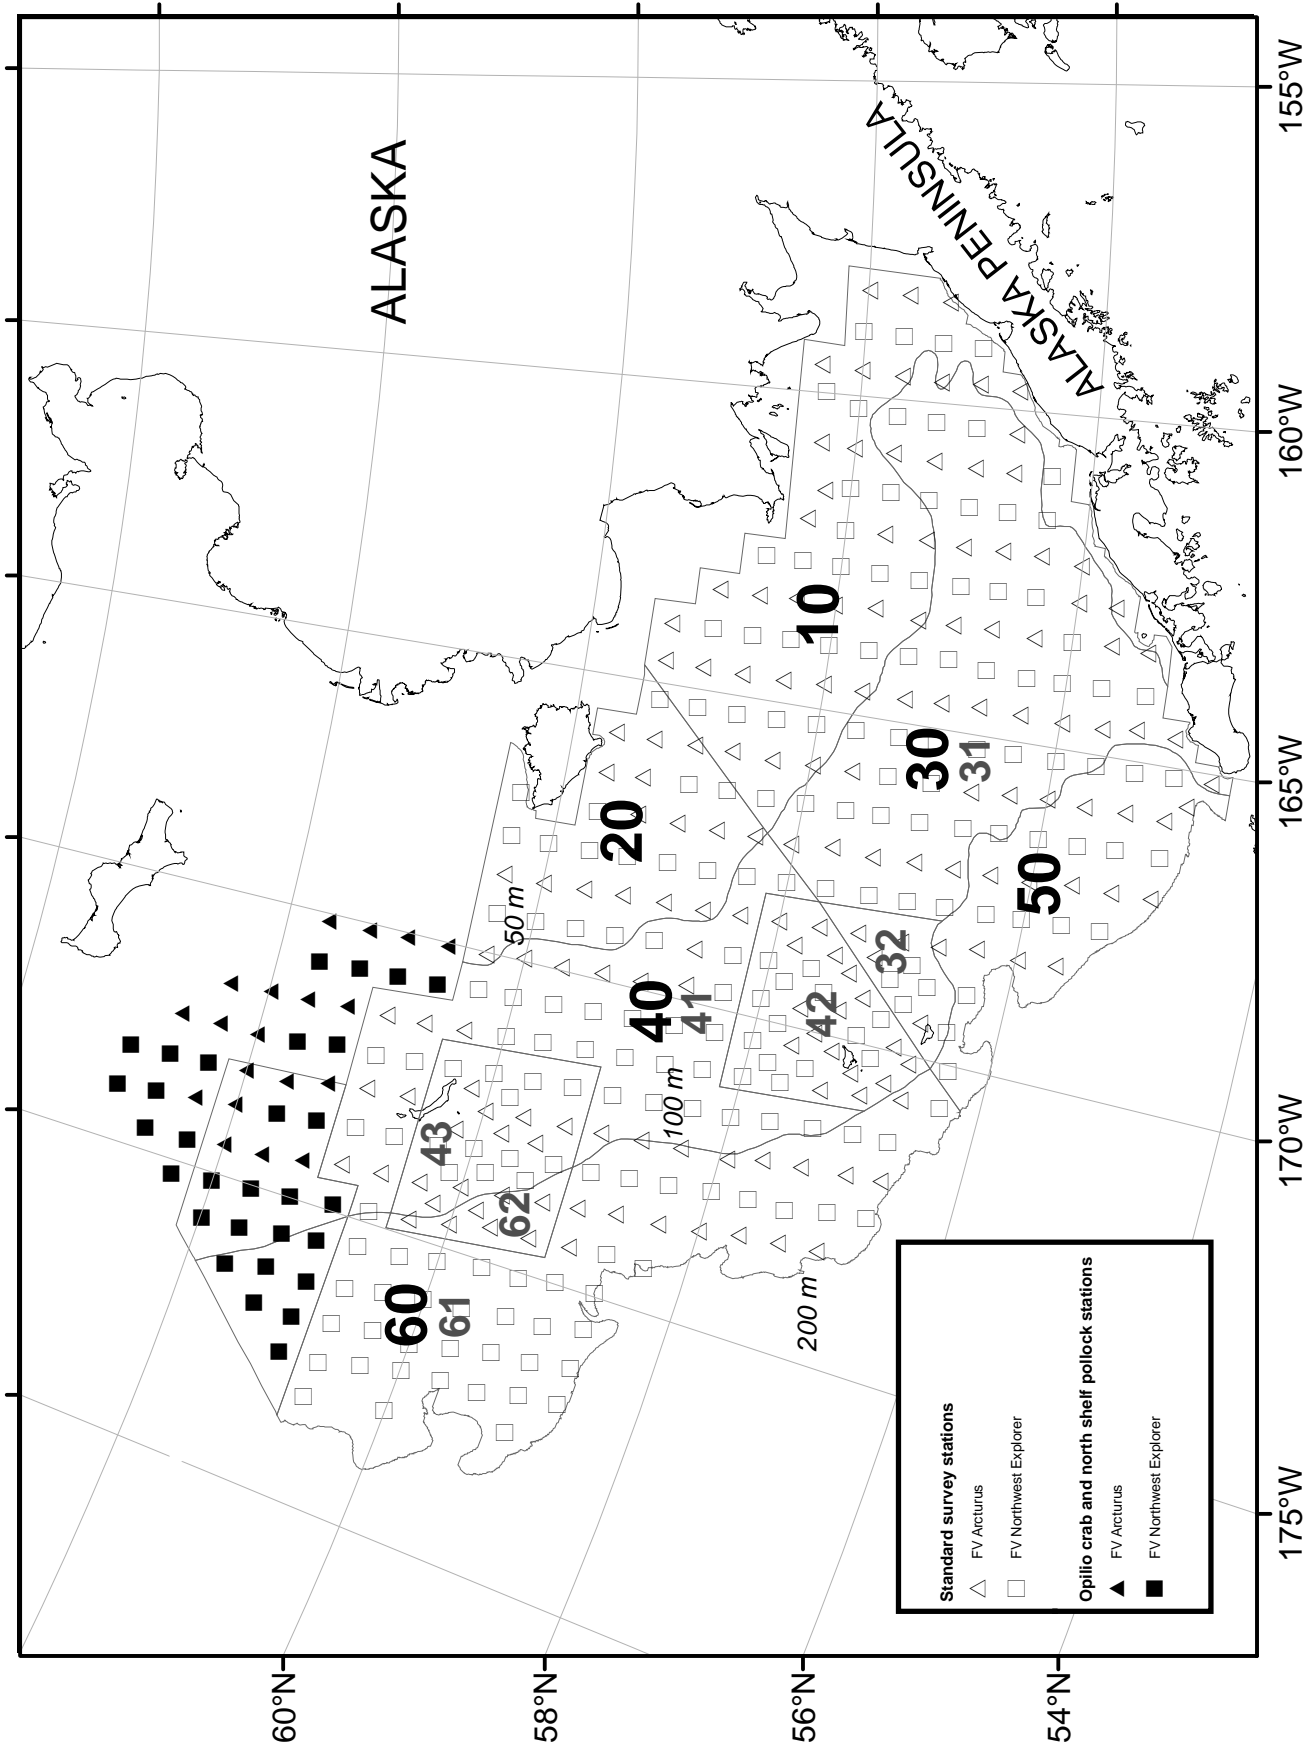 ALASKA
ALASKA PENINSULA
10
20
30
31
32
40
41
42
43
50
60
61
62
50 m
100 m
200 m
Standard survey stations
FV Arcturus
FV Northwest Explorer
Opilio crab and north shelf pollock stations
FV Arcturus
FV Northwest Explorer
60°N
58°N
56°N
54°N
175°W
170°W
165°W
160°W
155°W